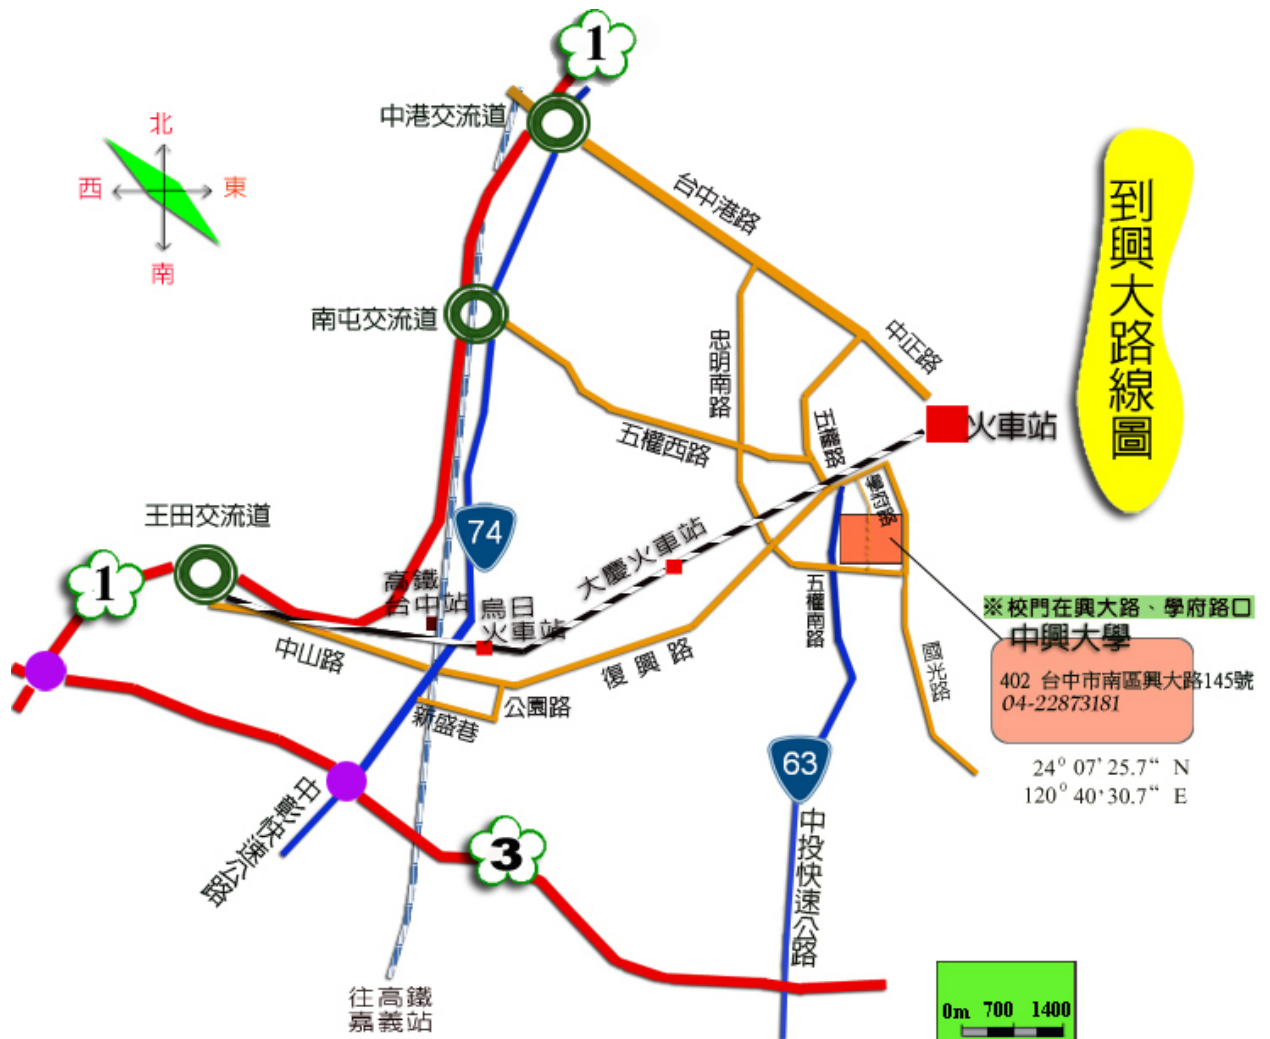 1
中港交流道
北
西
東
南
台中港路
到興大路線圖
南屯交流道
忠明南路
中正路
五權西路
五權路
火車站
學府路
王田交流道
74
大慶火車站
1
高鐵
台中站
烏日
火車站
五權南路
※校門在興大路、學府路口
中興大學
402 台中市南區興大路145號
04-22873181
中山路
復興路
國光路
公園路
新盛巷
24° 07' 25.7" N
120° 40' 30.7" E
63
中彰快速公路
3
中投快速公路
往高鐵
嘉義站
0m 700 1400